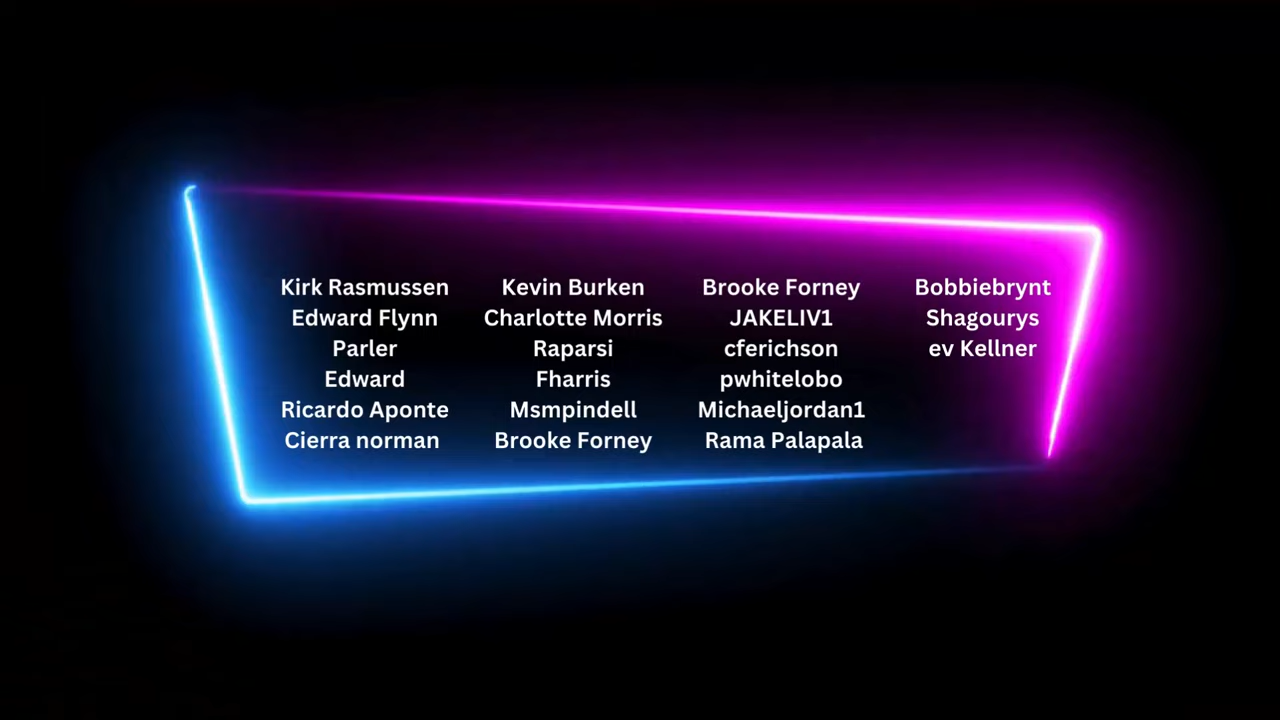 Kirk Rasmussen
Edward Flynn
Parler
Edward
Ricardo Aponte
Cierra norman
Kevin Burken
Charlotte Morris
Raparsi
Fharris
Msmpindell
Brooke Forney
Brooke Forney
JAKELIV1
cferichson
pwhitelobo
Michaeljordan1
Rama Palapala
Bobbiebrynt
Shagourys
ev Kellner